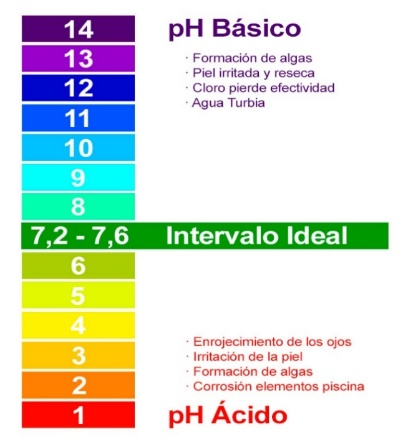 14 pH Básico
13 · Formación de algas
· Piel irritada y reseca
12 · Cloro pierde efectividad
· Agua Turbia
11
10
9
8
7,2 - 7,6 Intervalo Ideal
6
5
4
· Enrojecimiento de los ojos
3 · Irritación de la piel
· Formación de algas
2 · Corrosión elementos piscina
1 pH Ácido